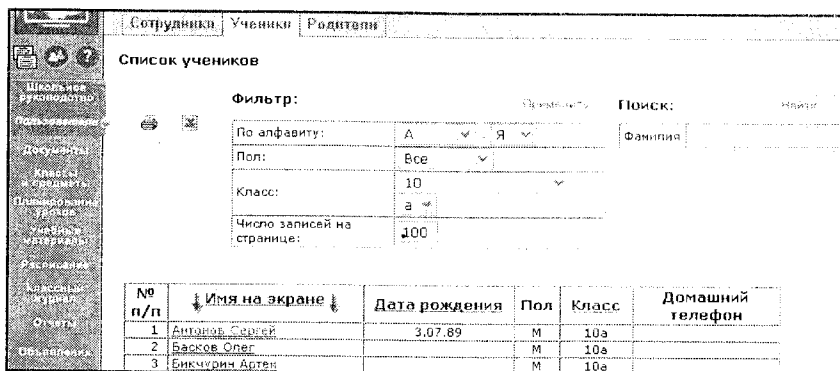 Сотрудники Ученики Родители
Список учеников
Фильтр: Применить Поиск: Найти
По алфавиту: А - Я
Фамилия
Пол: Все
Класс: 10
а
Число записей на странице: 100
Школьное руководство
Пользователи
Документы
Классы и предметы
Планирование уроков
Учебные материалы
Расписание
Классный журнал
Отчеты
Объявления
№ п/п Имя на экране Дата рождения Пол Класс Домашний телефон
1 Антонов Сергей 3.07.89 М 10а
2 Басков Олег М 10а
3 Бикчурин Артем М 10а